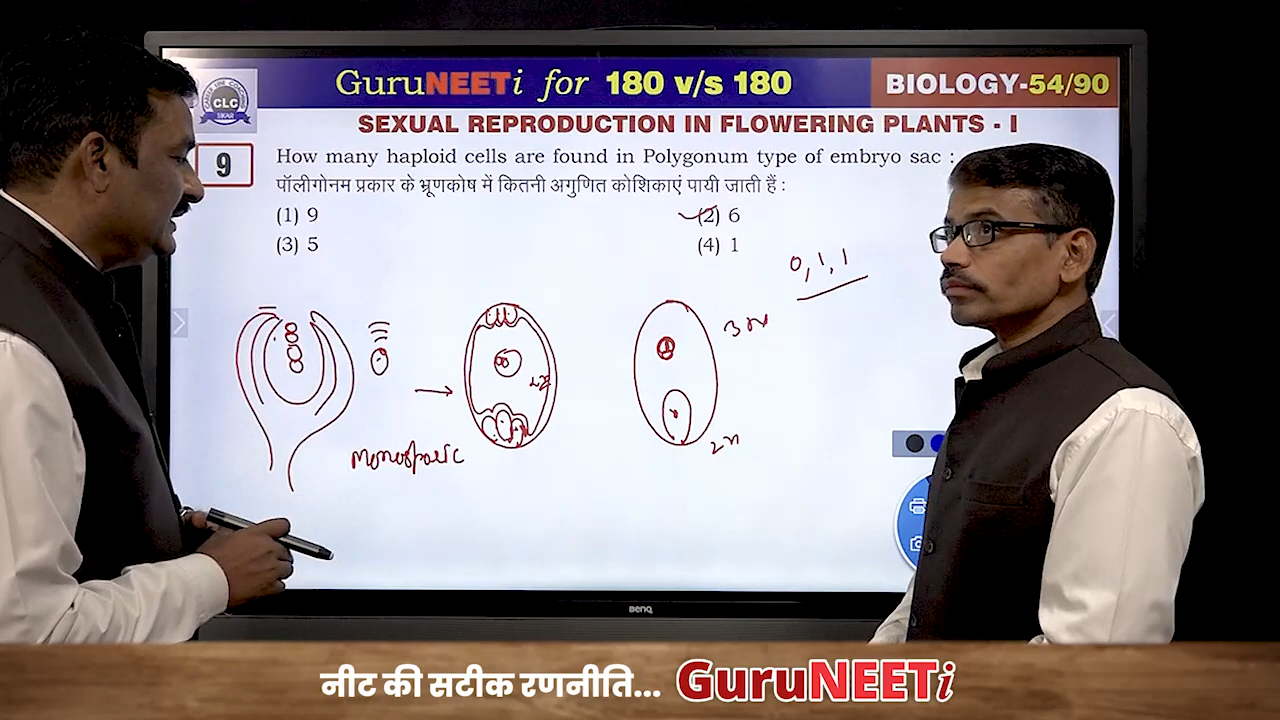 GuruNEETi for 180 v/s 180
BIOLOGY-54/90
CLC
SIKAR
SEXUAL REPRODUCTION IN FLOWERING PLANTS - I
9
How many haploid cells are found in Polygonum type of embryo sac :
पॉलीगोनम प्रकार के भ्रूणकोष में कितनी अगुणित कोशिकाएं पायी जाती हैं :
(1) 9
(2) 6
(3) 5
(4) 1
0, 1, 1
3n
2n
monosporic
BenQ
नीट की सटीक रणनीति... GuruNEETi